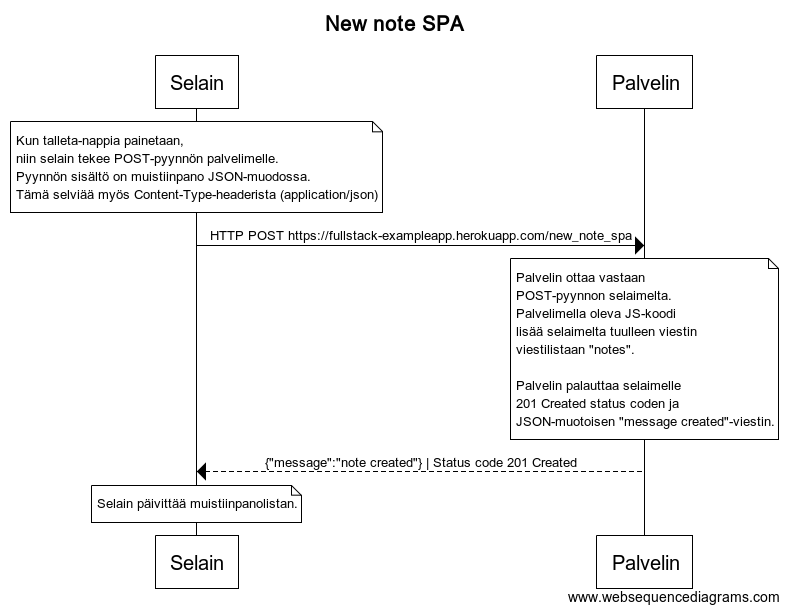 New note SPA
Selain
Palvelin
Kun talleta-nappia painetaan,
niin selain tekee POST-pyynnön palvelimelle.
Pyynnön sisältö on muistiinpano JSON-muodossa.
Tämä selviää myös Content-Type-headerista (application/json)
HTTP POST https://fullstack-exampleapp.herokuapp.com/new_note_spa
Palvelin ottaa vastaan
POST-pyynnon selaimelta.
Palvelimella oleva JS-koodi
lisää selaimelta tuulleen viestin
viestilistaan "notes".
Palvelin palauttaa selaimelle
201 Created status coden ja
JSON-muotoisen "message created"-viestin.
{"message":"note created"} | Status code 201 Created
Selain päivittää muistiinpanolistan.
Selain
Palvelin
www.websequencediagrams.com